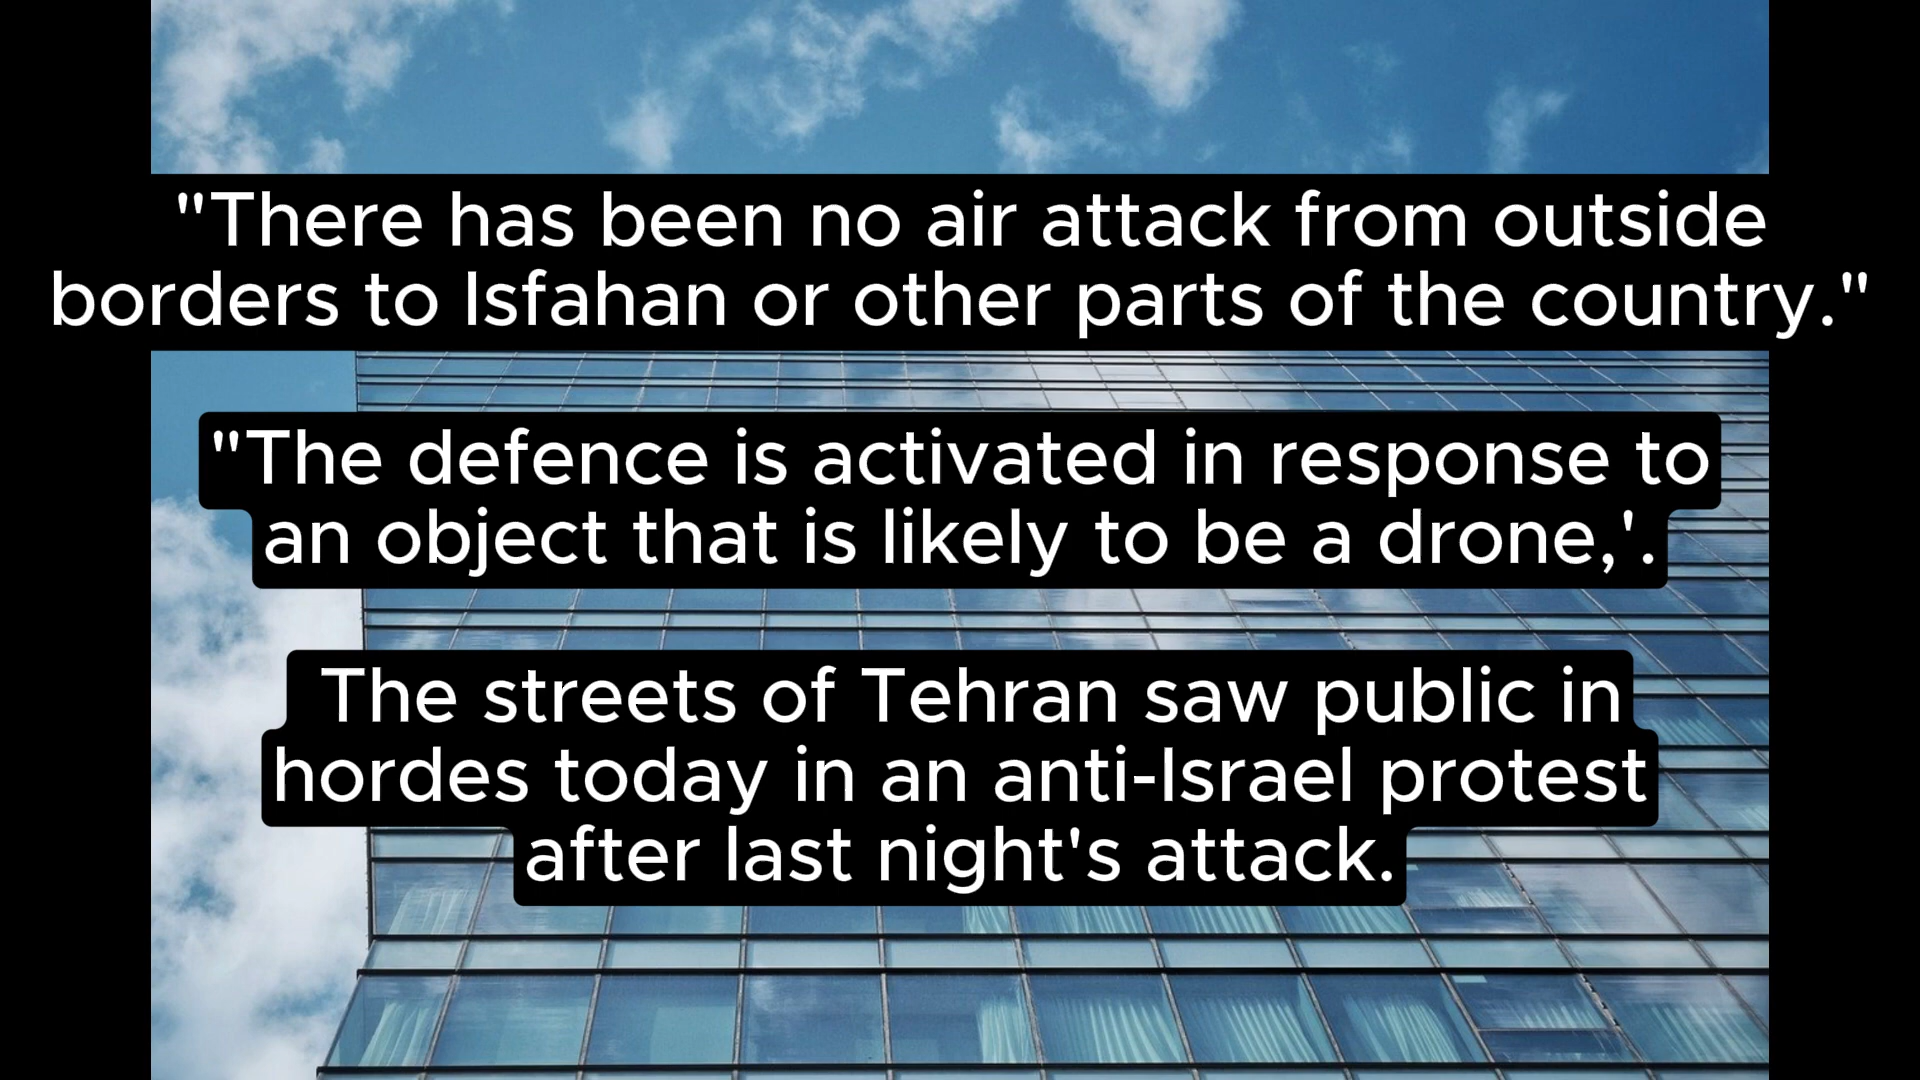 "There has been no air attack from outside
borders to Isfahan or other parts of the country."
"The defence is activated in response to
an object that is likely to be a drone,'.
The streets of Tehran saw public in
hordes today in an anti-Israel protest
after last night's attack.